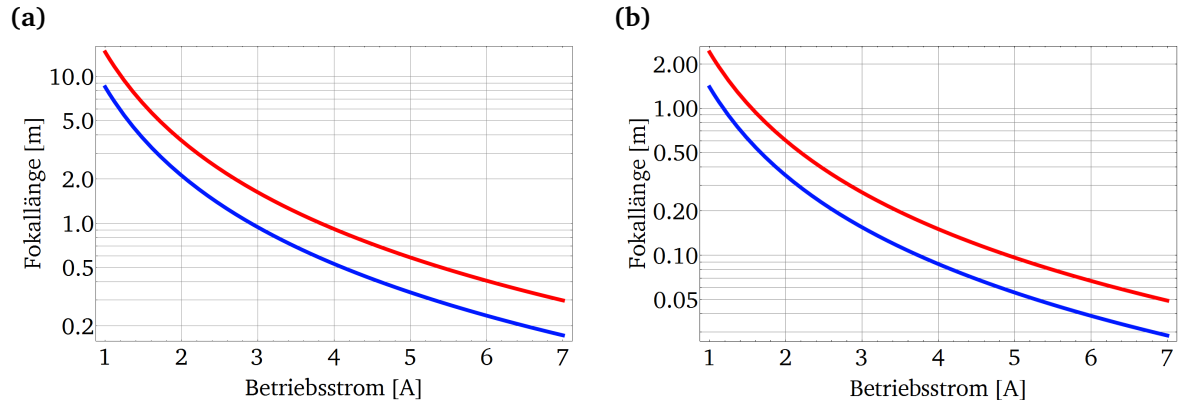 (a)
Fokallänge [m]
10.0
5.0
2.0
1.0
0.5
0.2
1 2 3 4 5 6 7
Betriebsstrom [A]
(b)
Fokallänge [m]
2.00
1.00
0.50
0.20
0.10
0.05
1 2 3 4 5 6 7
Betriebsstrom [A]